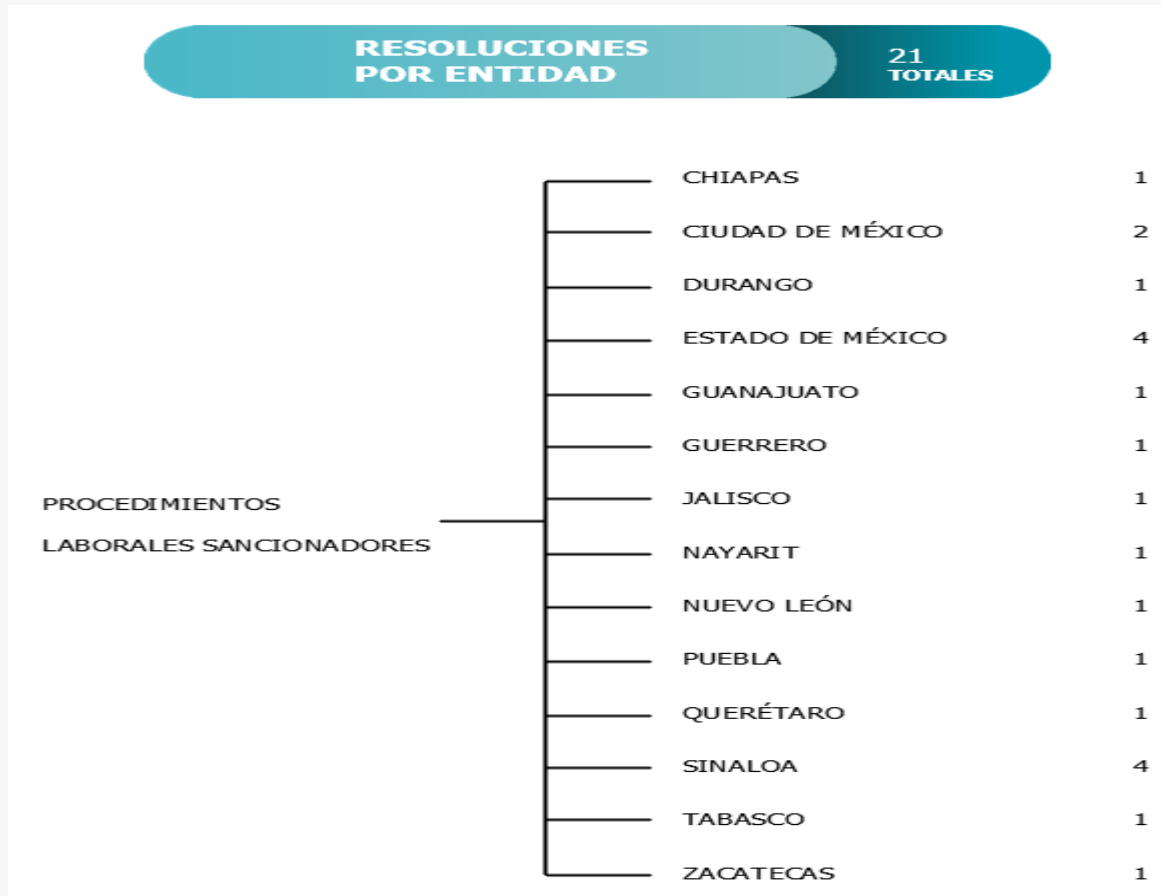 RESOLUCIONES
POR ENTIDAD
21
TOTALES
CHIAPAS 1
CIUDAD DE MÉXICO 2
DURANGO 1
ESTADO DE MÉXICO 4
GUANAJUATO 1
GUERRERO 1
PROCEDIMIENTOS
LABORALES SANCIONADORES
JALISCO 1
NAYARIT 1
NUEVO LEÓN 1
PUEBLA 1
QUERÉTARO 1
SINALOA 4
TABASCO 1
ZACATECAS 1